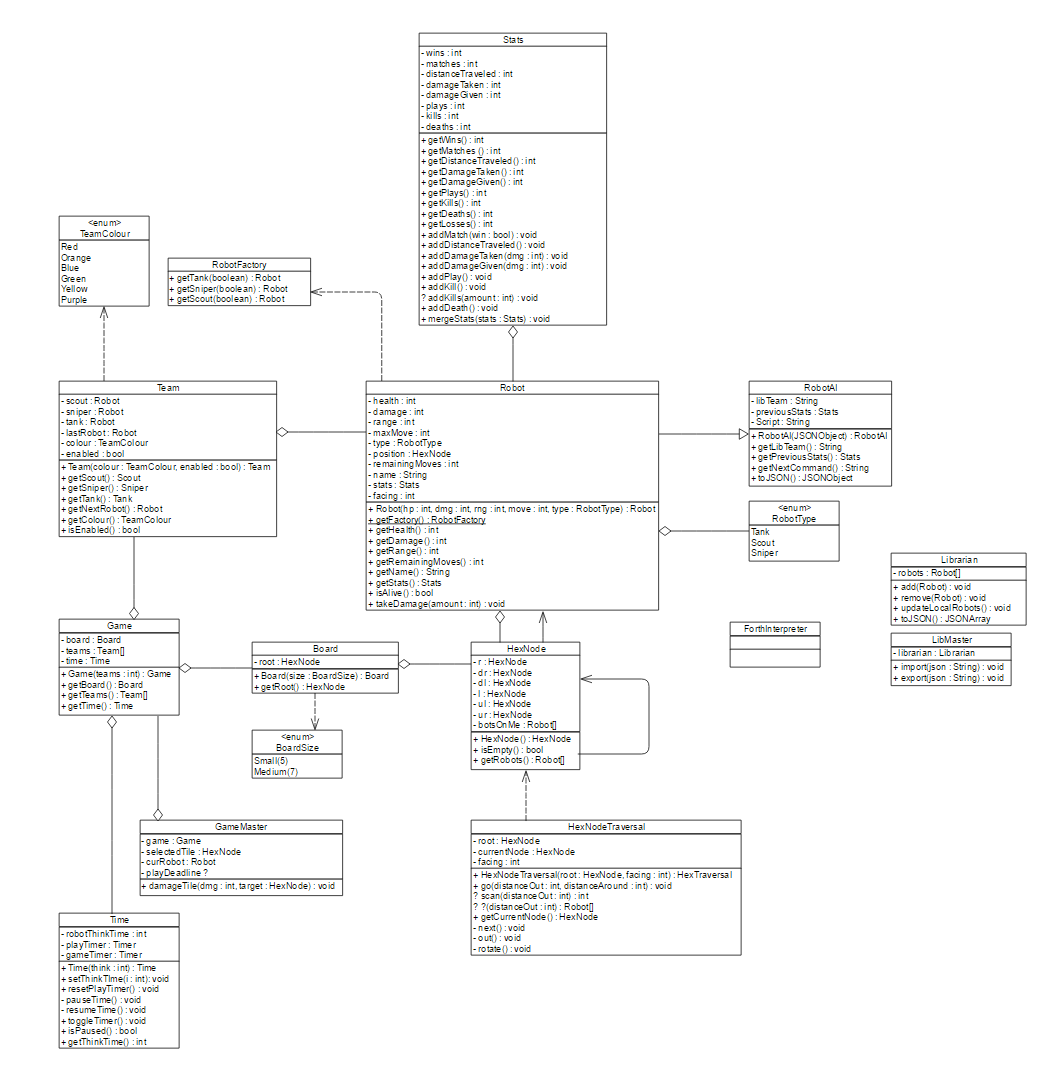 Stats
- wins : int
- matches : int
- distanceTraveled : int
- damageTaken : int
- damageGiven : int
- plays : int
- kills : int
- deaths : int
+ getWins() : int
+ getMatches () : int
+ getDistanceTraveled() : int
+ getDamageTaken() : int
+ getDamageGiven() : int
+ getPlays() : int
+ getKills() : int
+ getDeaths() : int
+ getLosses() : int
+ addMatch(win : bool) : void
+ addDistanceTraveled() : void
+ addDamageTaken(dmg : int) : void
+ addDamageGiven(dmg : int) : void
+ addPlay() : void
+ addKill() : void
? addKills(amount : int) : void
+ addDeath() : void
+ mergeStats(stats : Stats) : void
<enum>
TeamColour
Red
Orange
Blue
Green
Yellow
Purple
RobotFactory
+ getTank(boolean) : Robot
+ getSniper(boolean) : Robot
+ getScout(boolean) : Robot
Team
- scout : Robot
- sniper : Robot
- tank : Robot
- lastRobot : Robot
- colour : TeamColour
- enabled : bool
+ Team(colour : TeamColour, enabled : bool) : Team
+ getScout() : Scout
+ getSniper() : Sniper
+ getTank() : Tank
+ getNextRobot() : Robot
+ getColour() : TeamColour
+ isEnabled() : bool
Robot
- health : int
- damage : int
- range : int
- maxMove : int
- type : RobotType
- position : HexNode
- remainingMoves : int
- name : String
- stats : Stats
- facing : int
+ Robot(hp : int, dmg : int, rng : int, move : int, type : RobotType) : Robot
+ getFactory() : RobotFactory
+ getHealth() : int
+ getDamage() : int
+ getRange() : int
+ getRemainingMoves() : int
+ getName() : String
+ getStats() : Stats
+ isAlive() : bool
+ takeDamage(amount : int) : void
RobotAI
- libTeam : String
- previousStats : Stats
- Script : String
+ RobotAI(JSONObject) : RobotAI
+ getLibTeam() : String
+ getPreviousStats() : Stats
+ getNextCommand() : String
+ toJSON() : JSONObject
<enum>
RobotType
Tank
Scout
Sniper
Librarian
- robots : Robot[]
+ add(Robot) : void
+ remove(Robot) : void
+ updateLocalRobots() : void
+ toJSON() : JSONArray
ForthInterpreter
LibMaster
- librarian : Librarian
+ import(json : String) : void
+ export(json : String) : void
Game
- board : Board
- teams : Team[]
- time : Time
+ Game(teams : int) : Game
+ getBoard() : Board
+ getTeams() : Team[]
+ getTime() : Time
Board
- root : HexNode
+ Board(size : BoardSize) : Board
+ getRoot() : HexNode
HexNode
- r : HexNode
- dr : HexNode
- dl : HexNode
- l : HexNode
- ul : HexNode
- ur : HexNode
- botsOnMe : Robot[]
+ HexNode() : HexNode
+ isEmpty() : bool
+ getRobots() : Robot[]
<enum>
BoardSize
Small(5)
Medium(7)
GameMaster
- game : Game
- selectedTile : HexNode
- curRobot : Robot
- playDeadline ?
+ damageTile(dmg : int, target : HexNode) : void
HexNodeTraversal
- root : HexNode
- currentNode : HexNode
- facing : int
+ HexNodeTraversal(root : HexNode, facing : int) : HexTraversal
+ go(distanceOut : int, distanceAround : int) : void
? scan(distanceOut : int) : int
? ?(distanceOut : int) : Robot[]
+ getCurrentNode() : HexNode
- next() : void
- out() : void
- rotate() : void
Time
- robotThinkTime : int
- playTimer : Timer
- gameTimer : Timer
+ Time(think : int) : Time
+ setThinkTIme(i : int): void
+ resetPlayTimer() : void
- pauseTime() : void
- resumeTime() : void
+ toggleTimer() : void
+ isPaused() : bool
+ getThinkTime() : int